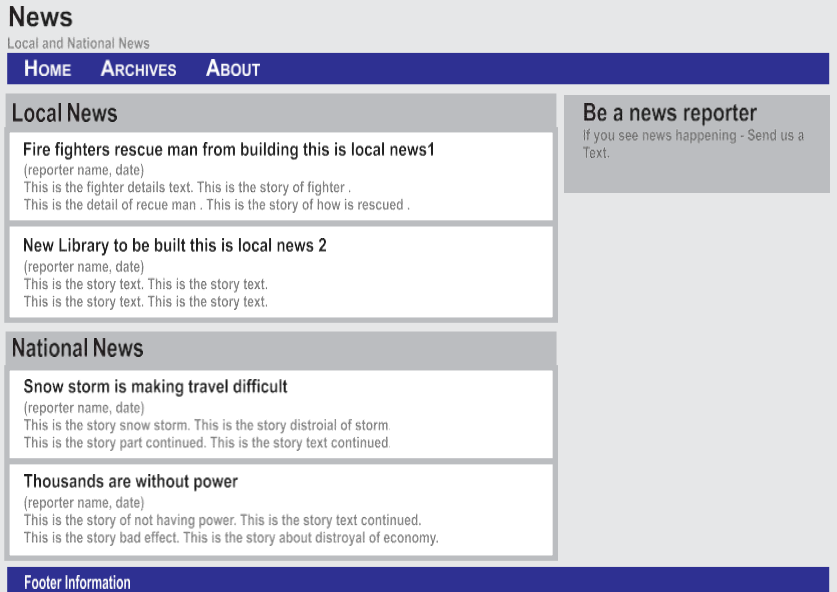 News
Local and National News
HOME ARCHIVES ABOUT
Local News
Fire fighters rescue man from building this is local news1
(reporter name, date)
This is the fighter details text. This is the story of fighter .
This is the detail of recue man . This is the story of how is rescued .
New Library to be built this is local news 2
(reporter name, date)
This is the story text. This is the story text.
This is the story text. This is the story text.
National News
Snow storm is making travel difficult
(reporter name, date)
This is the story snow storm. This is the story distroial of storm
This is the story part continued. This is the story text continued.
Thousands are without power
(reporter name, date)
This is the story of not having power. This is the story text continued.
This is the story bad effect. This is the story about distroyal of economy.
Be a news reporter
If you see news happening - Send us a
Text.
Footer Information